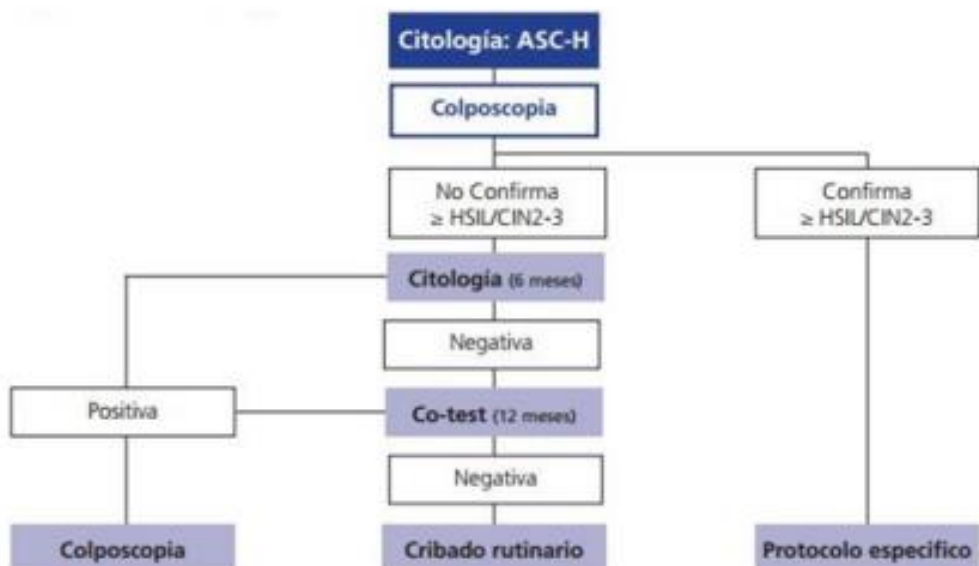 Citología: ASC-H
Colposcopia
No Confirma
≥ HSIL/CIN2-3
Confirma
≥ HSIL/CIN2-3
Citología (6 meses)
Negativa
Positiva
Co-test (12 meses)
Negativa
Colposcopia
Cribado rutinario
Protocolo especifico